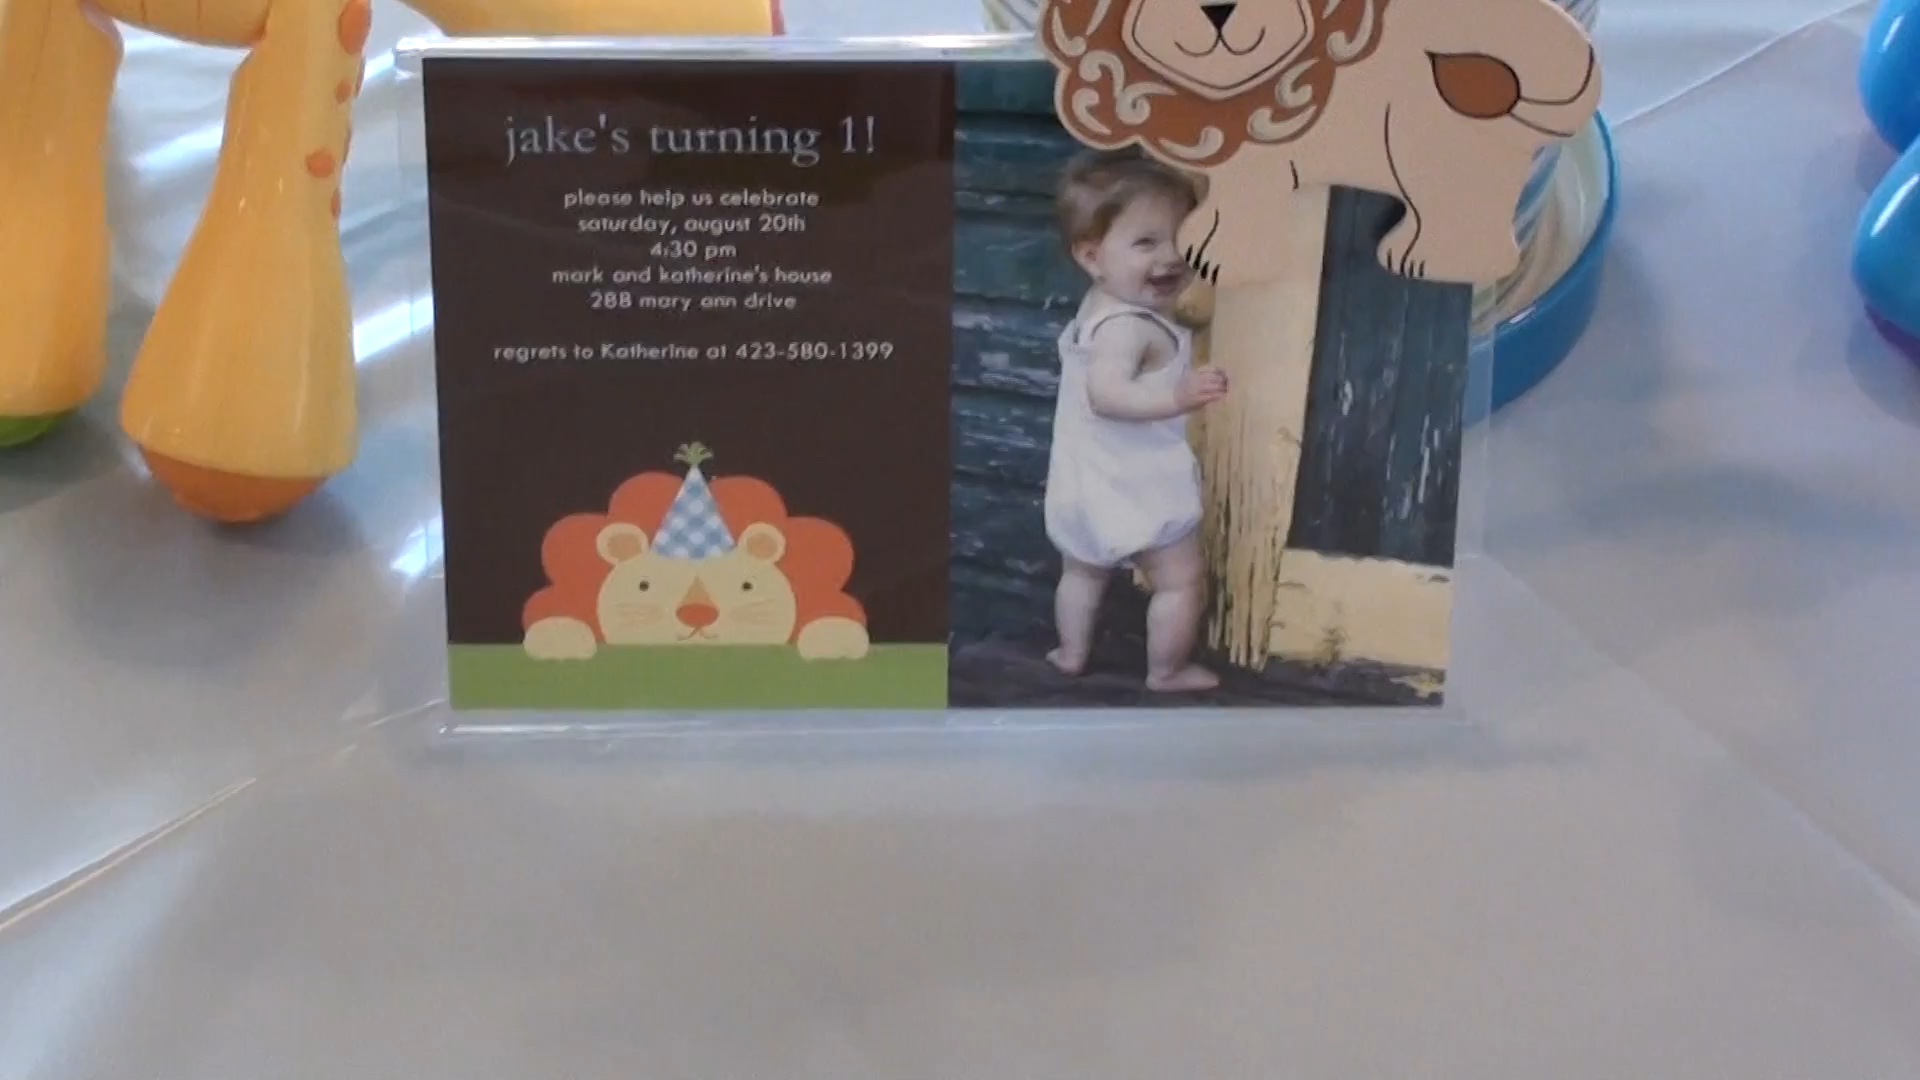 jake's turning 1!
please help us celebrate
saturday, august 20th
4:30 pm
mark and katherine's house
288 mary ann drive
regrets to Katherine at 423-580-1399